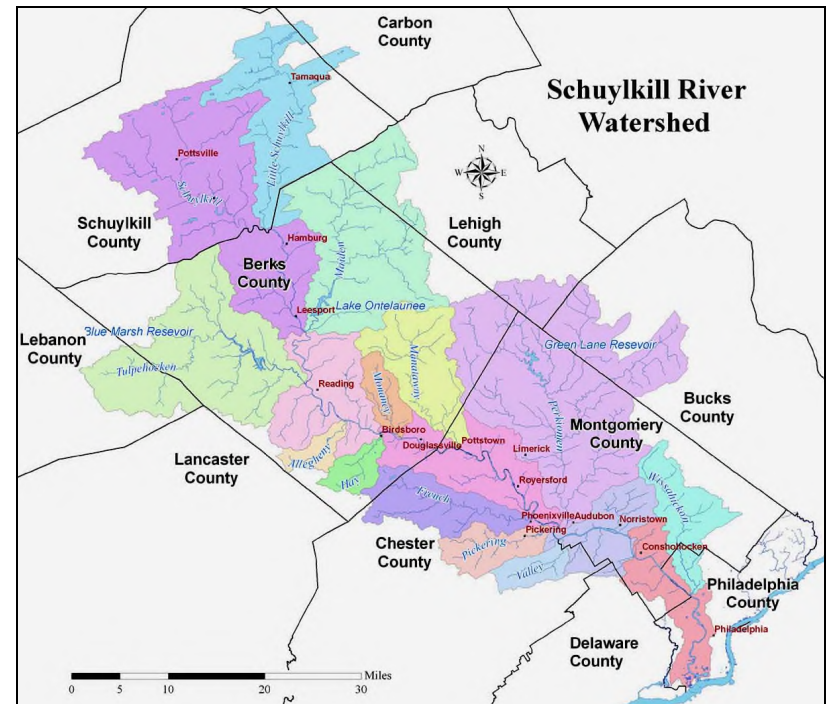 Carbon
County
Schuylkill River
Watershed
Tamaqua
N
W E
S
Pottsville
Little Schuylkill
Schuylkill
Schuylkill
County
Lehigh
County
Hamburg
Berks
County
Maiden
Leesport
Lake Ontelaunee
Blue Marsh Resevoir
Lebanon
County
Tulpehocken
Green Lane Resevoir
Manatawny
Monacy
Reading
Perkiomen
Bucks
County
Montgomery
County
Birdsboro
Douglassville
Pottstown
Limerick
Allegheny
Lancaster
County
Hay
Royersford
Wissahickon
French
Phoenixville
Audubon
Norristown
Pickering
Pickering
Chester
County
Conshohocken
Valley
Philadelphia
County
Philadelphia
Delaware
County
Miles
0 5 10 20 30